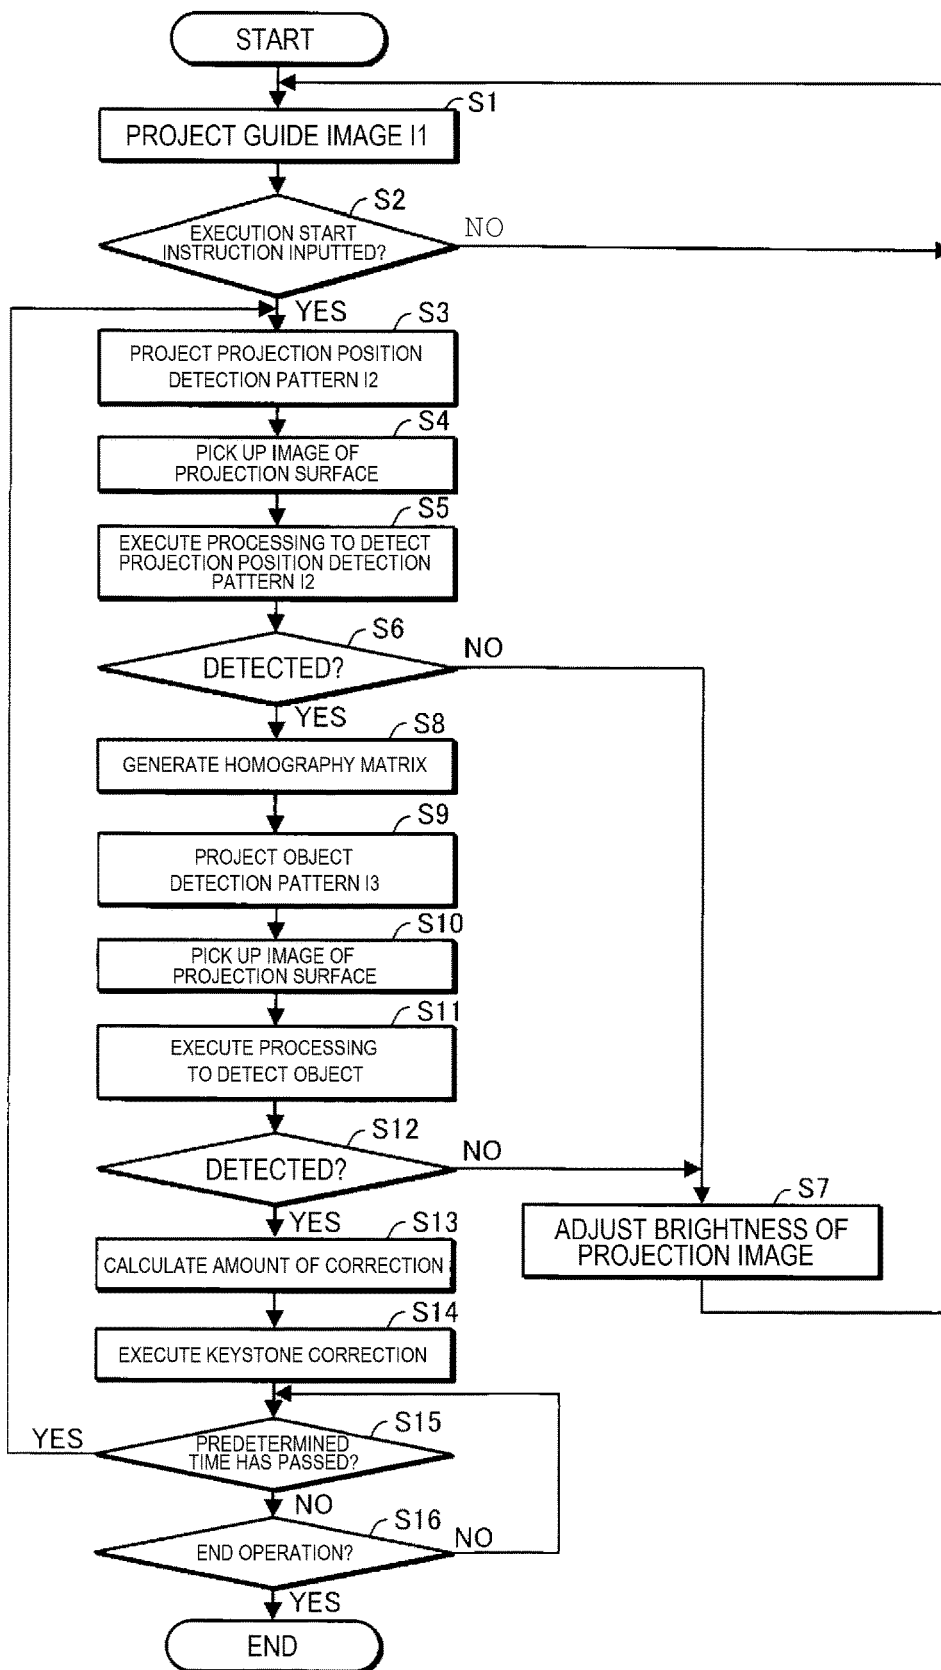 START
S1
PROJECT GUIDE IMAGE I1
S2
EXECUTION START
INSTRUCTION INPUTTED?
NO
YES
S3
PROJECT PROJECTION POSITION
DETECTION PATTERN I2
S4
PICK UP IMAGE OF
PROJECTION SURFACE
S5
EXECUTE PROCESSING TO DETECT
PROJECTION POSITION DETECTION
PATTERN I2
S6
DETECTED?
NO
YES
S8
GENERATE HOMOGRAPHY MATRIX
S9
PROJECT OBJECT
DETECTION PATTERN I3
S10
PICK UP IMAGE OF
PROJECTION SURFACE
S11
EXECUTE PROCESSING
TO DETECT OBJECT
S12
DETECTED?
NO
YES
S7
ADJUST BRIGHTNESS OF
PROJECTION IMAGE
S13
CALCULATE AMOUNT OF CORRECTION
S14
EXECUTE KEYSTONE CORRECTION
S15
PREDETERMINED
TIME HAS PASSED?
YES
NO
S16
END OPERATION?
NO
YES
END